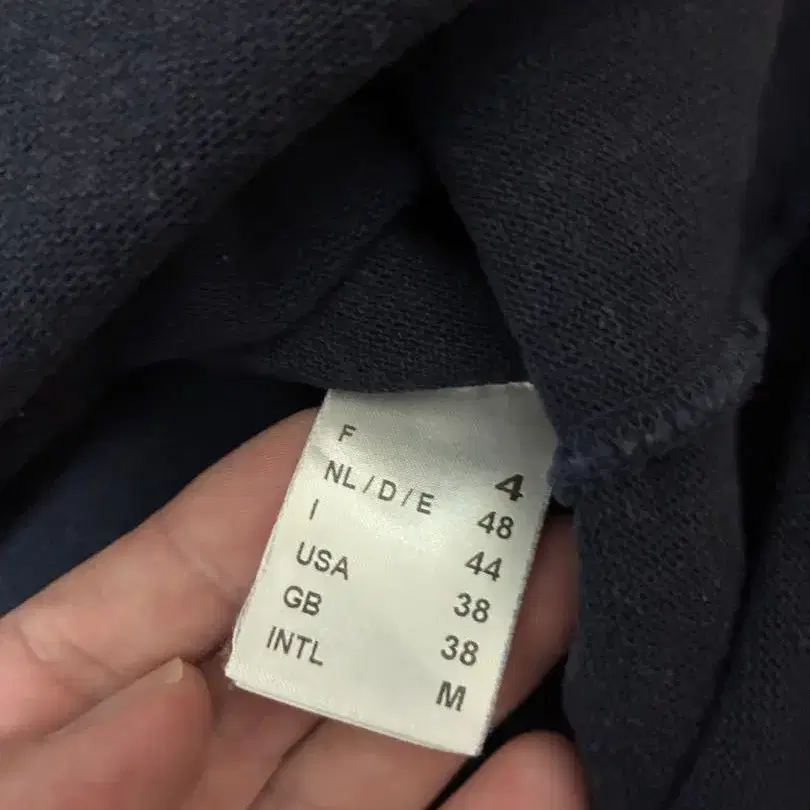 F 4
NL/D/E 48
I 44
USA 38
GB 38
INTL M